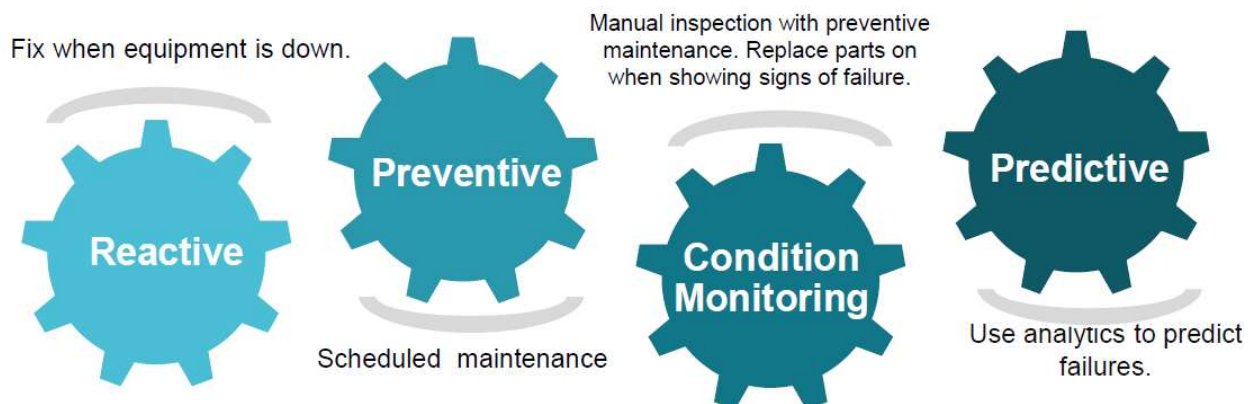 Fix when equipment is down.
Reactive
Preventive
Scheduled maintenance
Manual inspection with preventive
maintenance. Replace parts on
when showing signs of failure.
Condition
Monitoring
Predictive
Use analytics to predict
failures.